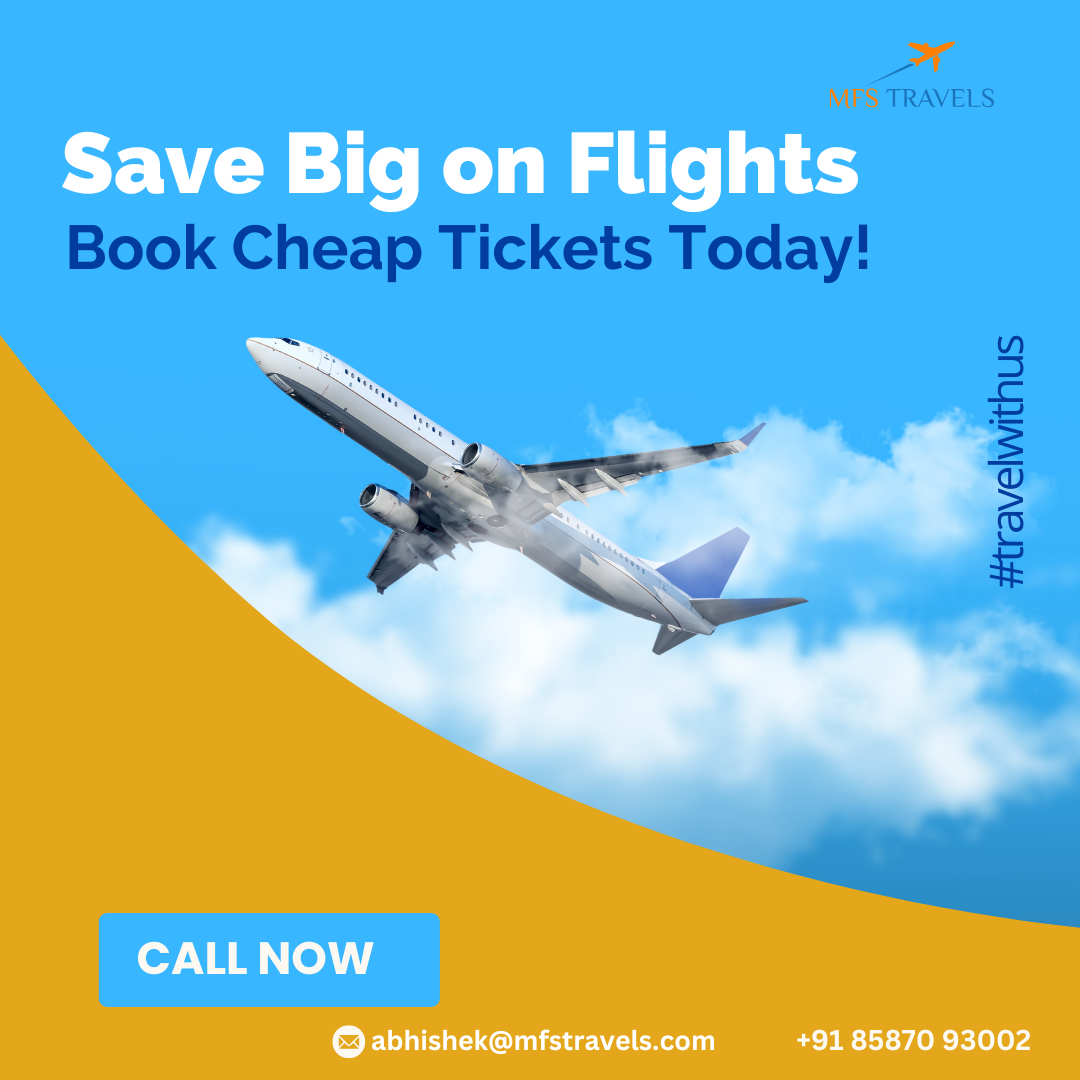 MFS TRAVELS
Save Big on Flights
Book Cheap Tickets Today!
#travelwithus
CALL NOW
abhishek@mfstravels.com
+91 85870 93002